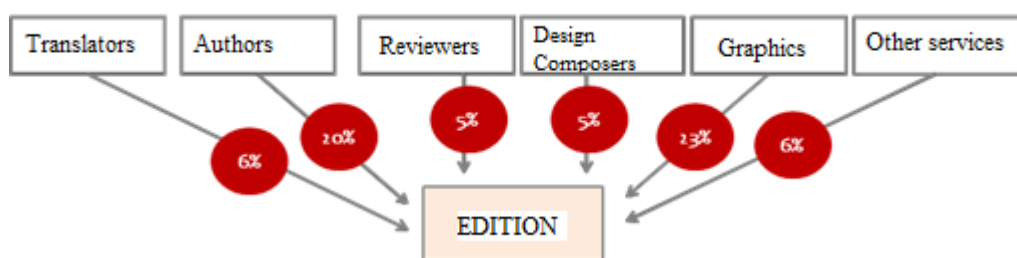 Translators
Authors
Reviewers
Design
Composers
Graphics
Other services
6%
20%
5%
5%
23%
6%
EDITION